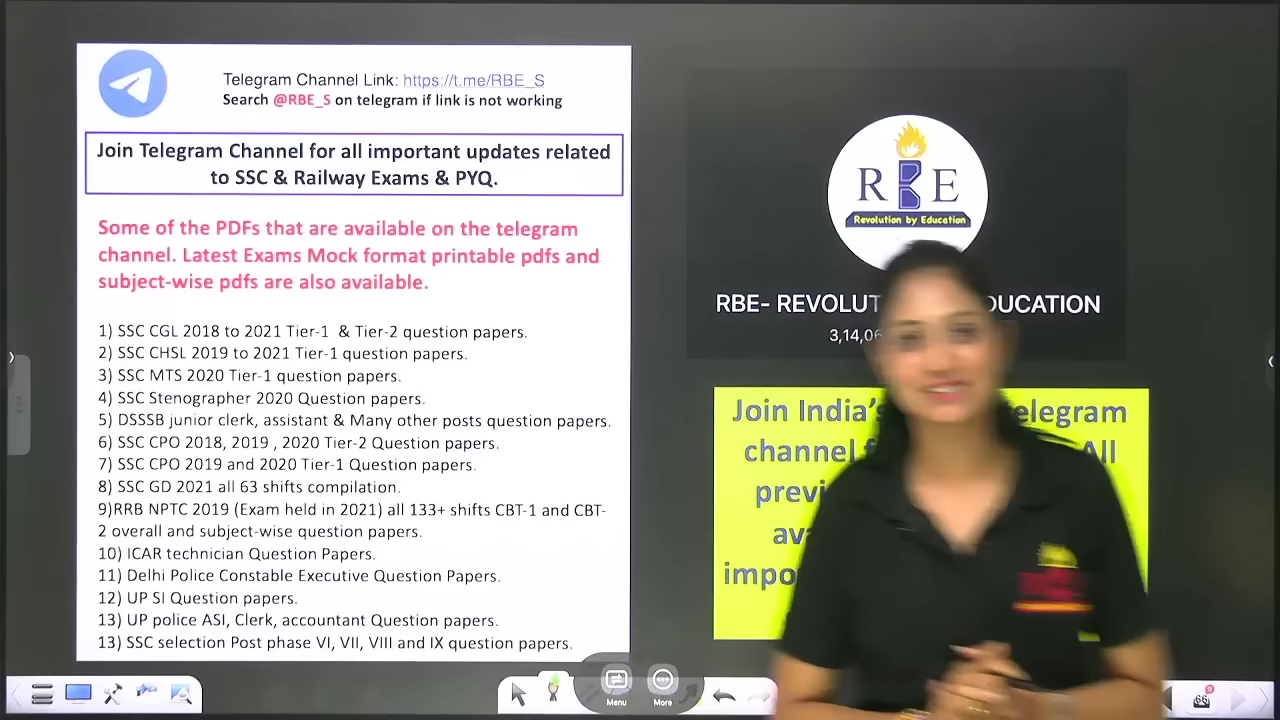 Telegram Channel Link: https://t.me/RBE_S
Search @RBE_S on telegram if link is not working
Join Telegram Channel for all important updates related
to SSC & Railway Exams & PYQ.
Some of the PDFs that are available on the telegram
channel. Latest Exams Mock format printable pdfs and
subject-wise pdfs are also available.
1) SSC CGL 2018 to 2021 Tier-1 & Tier-2 question papers.
2) SSC CHSL 2019 to 2021 Tier-1 question papers.
3) SSC MTS 2020 Tier-1 question papers.
4) SSC Stenographer 2020 Question papers.
5) DSSSB junior clerk, assistant & Many other posts question papers.
6) SSC CPO 2018, 2019 , 2020 Tier-2 Question papers.
7) SSC CPO 2019 and 2020 Tier-1 Question papers.
8) SSC GD 2021 all 63 shifts compilation.
9)RRB NPTC 2019 (Exam held in 2021) all 133+ shifts CBT-1 and CBT-
2 overall and subject-wise question papers.
10) ICAR technician Question Papers.
11) Delhi Police Constable Executive Question Papers.
12) UP SI Question papers.
13) UP police ASI, Clerk, accountant Question papers.
13) SSC selection Post phase VI, VII, VIII and IX question papers.
RBE
Revolution by Education
RBE- REVOLUT DUCATION
3,14,06
Join India's elegram
channel All
previ
ava
impo
Menu More
66